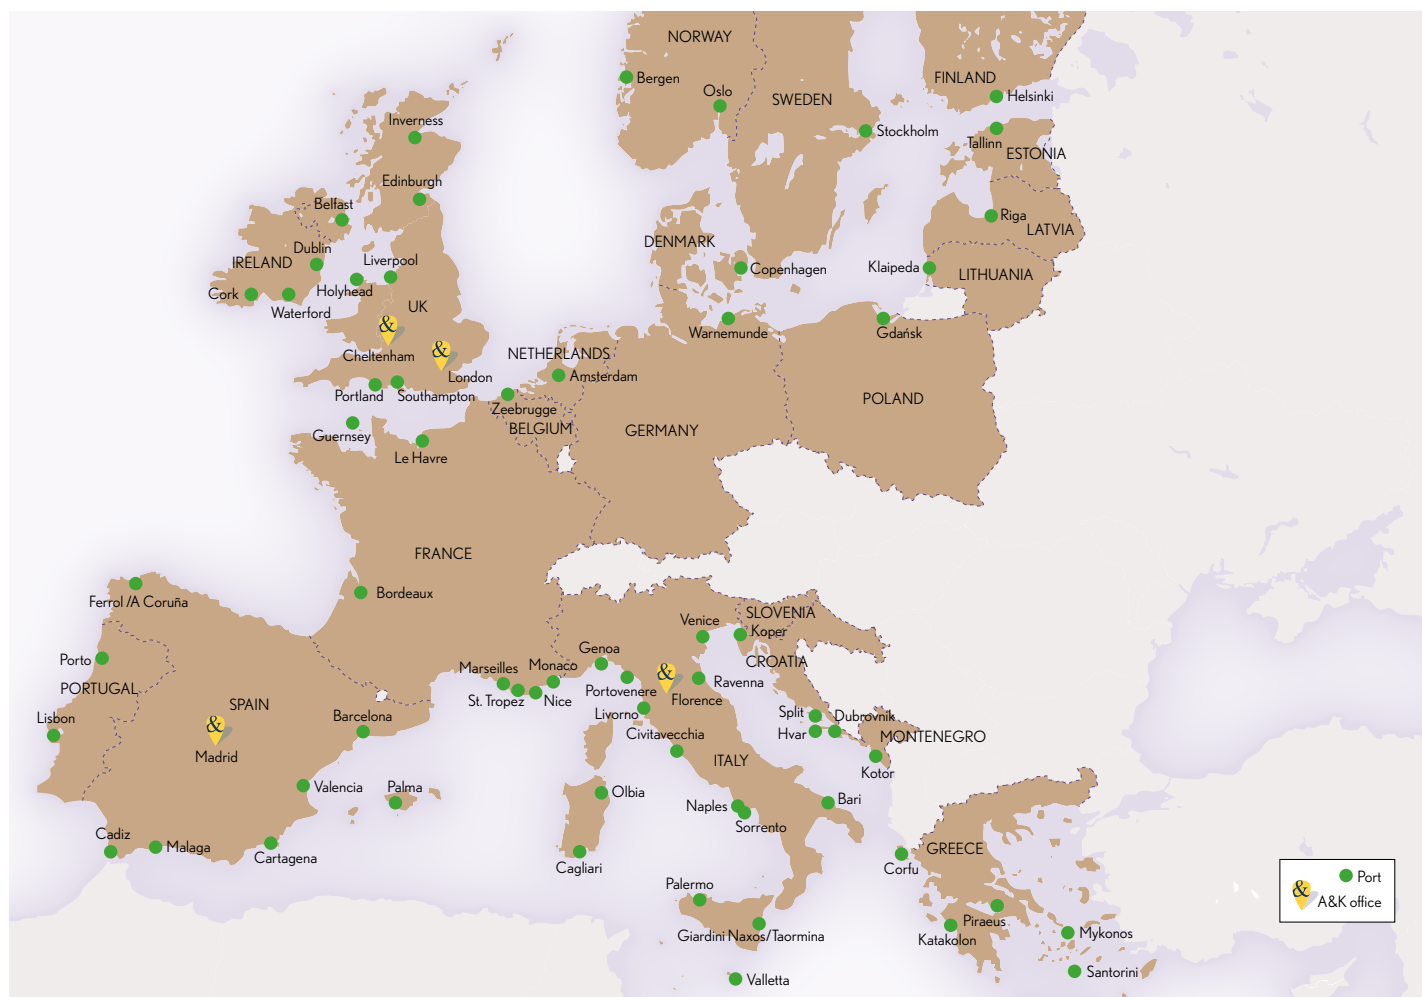 NORWAY
Bergen
Oslo
SWEDEN
FINLAND
Helsinki
Stockholm
Tallinn
ESTONIA
Inverness
Edinburgh
Belfast
Dublin
IRELAND
Liverpool
Cork
Holyhead
Waterford
UK
DENMARK
Copenhagen
Klaipeda
Riga
LATVIA
LITHUANIA
Warnemunde
Gdańsk
&
Cheltenham
&
London
NETHERLANDS
Amsterdam
Portland
Southampton
Zeebrugge
BELGIUM
GERMANY
POLAND
Guernsey
Le Havre
FRANCE
Bordeaux
Ferrol /A Coruña
Porto
PORTUGAL
Lisbon
SPAIN
&
Madrid
Barcelona
Valencia
Palma
Cadiz
Malaga
Cartagena
Marseilles
Monaco
St. Tropez
Nice
Genoa
Venice
SLOVENIA
Koper
CROATIA
Portovenere
&
Florence
Ravenna
Livorno
Civitavecchia
ITALY
Split
Dubrovnik
Hvar
MONTENEGRO
Kotor
Olbia
Naples
Sorrento
Bari
Cagliari
Palermo
Giardini Naxos/Taormina
Valletta
GREECE
Corfu
Piraeus
Katakolon
Mykonos
Santorini
Port
&
A&K office